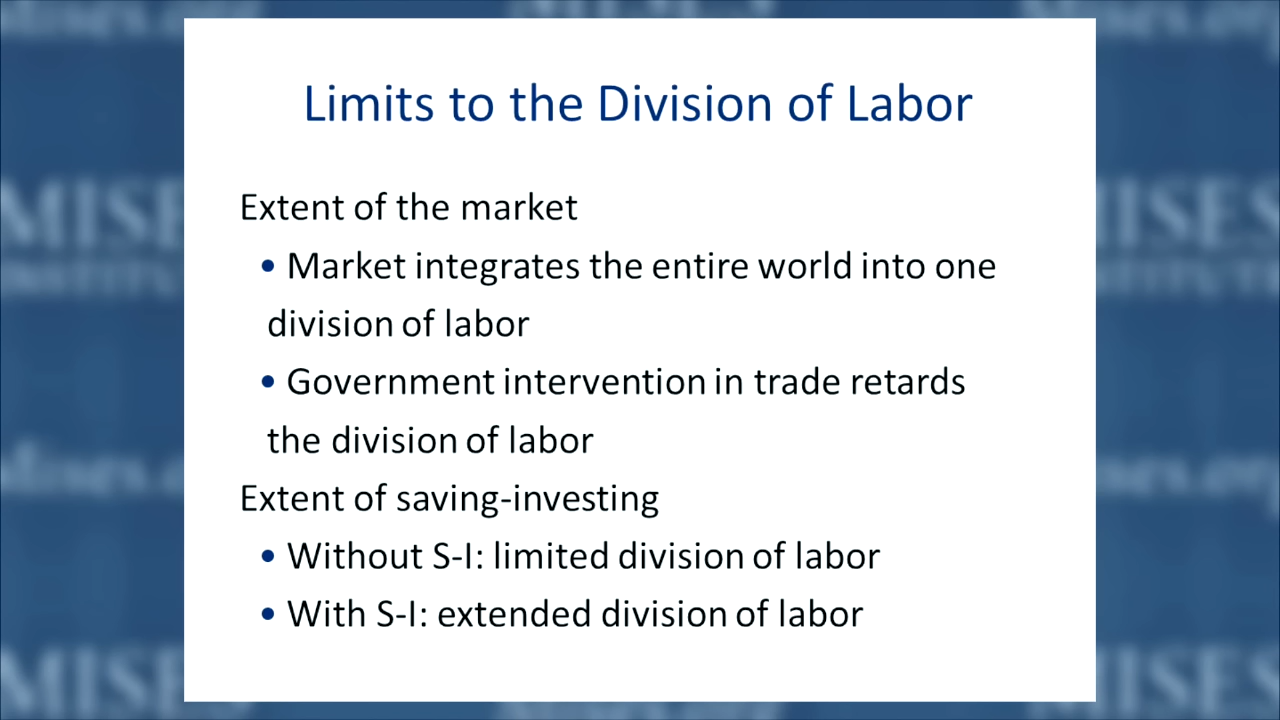 Limits to the Division of Labor
Extent of the market
• Market integrates the entire world into one
division of labor
• Government intervention in trade retards
the division of labor
Extent of saving-investing
• Without S-I: limited division of labor
• With S-I: extended division of labor